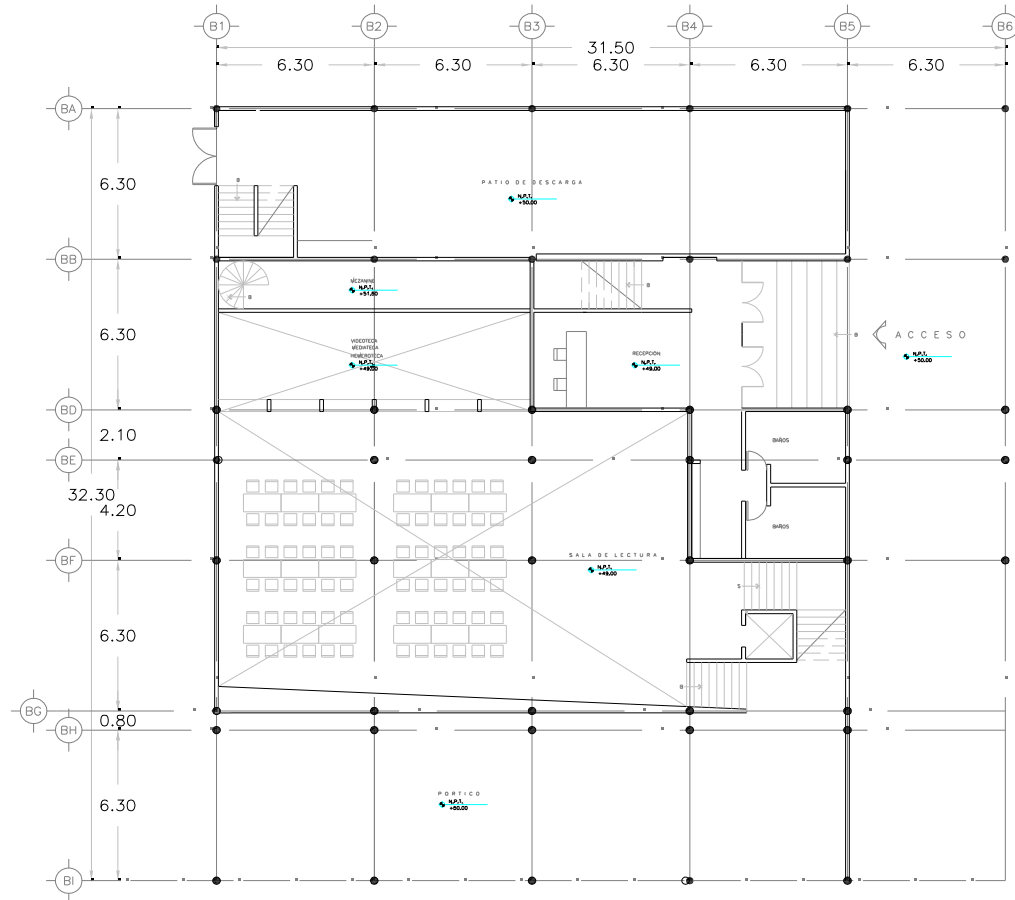 B1 B2 B3 B4 B5 B6
31.50
6.30 6.30 6.30 6.30 6.30
BA
6.30
PATIO DE DESCARGA
N.P.T.
+50.00
B
BB
MEZANINE
N.P.T.
+51.60
B
B
6.30
VIDEOTECA
MEDIATECA
HEMEROTECA
N.P.T.
+49.00
RECEPCIÓN
N.P.T.
+49.00
B
ACCESO
N.P.T.
+50.00
BD
2.10
BAÑOS
BE
32.30
4.20
BAÑOS
SALA DE LECTURA
N.P.T.
+49.00
BF
S
6.30
B
BG
0.80
BH
6.30
PORTICO
N.P.T.
BI